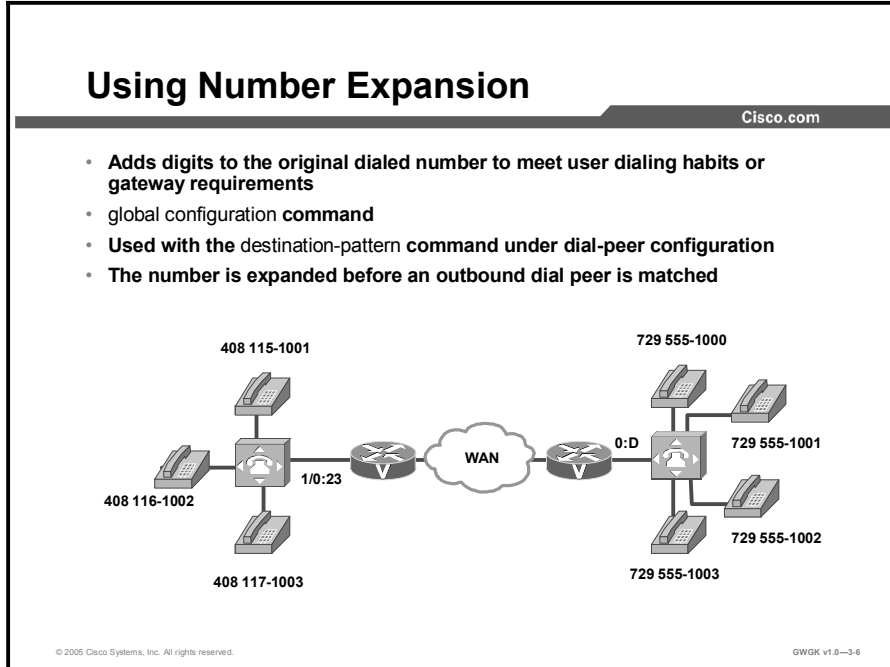 Using Number Expansion
Cisco.com
• Adds digits to the original dialed number to meet user dialing habits or
gateway requirements
• global configuration command
• Used with the destination-pattern command under dial-peer configuration
• The number is expanded before an outbound dial peer is matched
408 115-1001
729 555-1000
0:D
729 555-1001
WAN
V
V
1/0:23
408 116-1002
729 555-1002
408 117-1003
729 555-1003
© 2005 Cisco Systems, Inc. All rights reserved.
GWGK v1.0—3-6